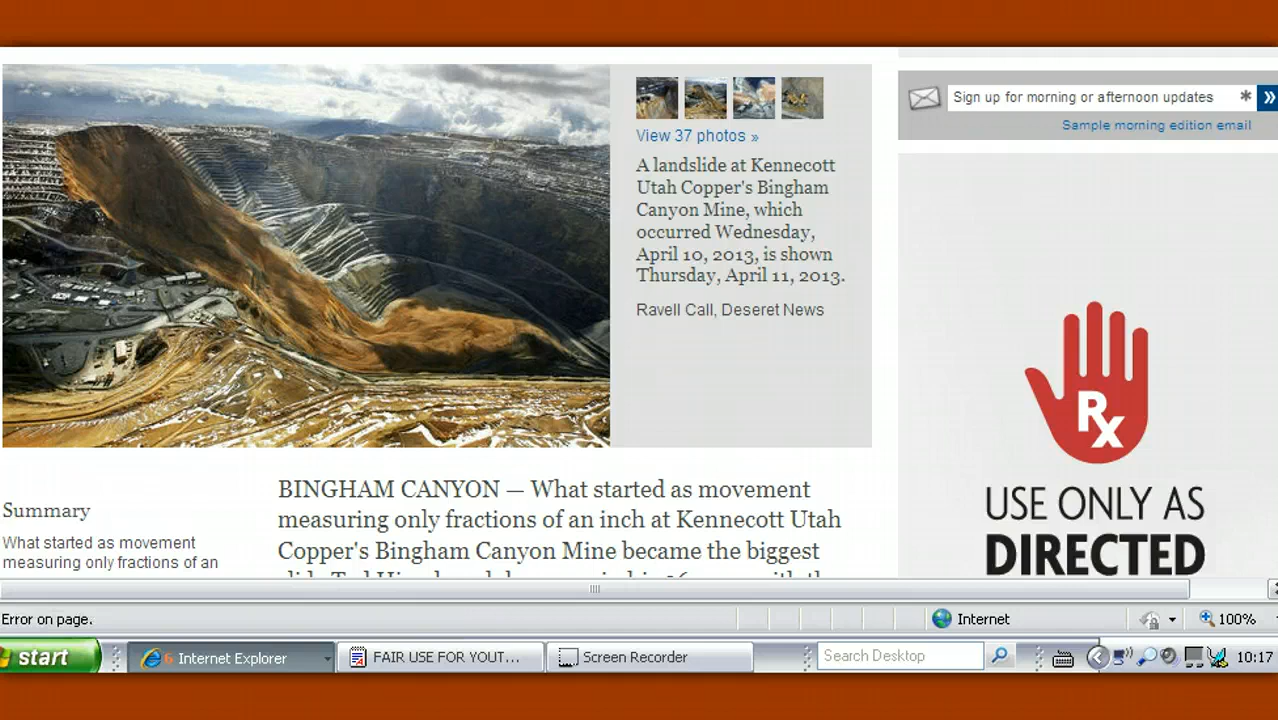 Sign up for morning or afternoon updates * »
Sample morning edition email
View 37 photos »
A landslide at Kennecott
Utah Copper's Bingham
Canyon Mine, which
occurred Wednesday,
April 10, 2013, is shown
Thursday, April 11, 2013.
Ravell Call, Deseret News
Rx
USE ONLY AS
DIRECTED
Summary
What started as movement
measuring only fractions of an
BINGHAM CANYON — What started as movement
measuring only fractions of an inch at Kennecott Utah
Copper's Bingham Canyon Mine became the biggest
Error on page.
Internet
100%
start
6 Internet Explorer
FAIR USE FOR YOUT...
Screen Recorder
Search Desktop
10:17